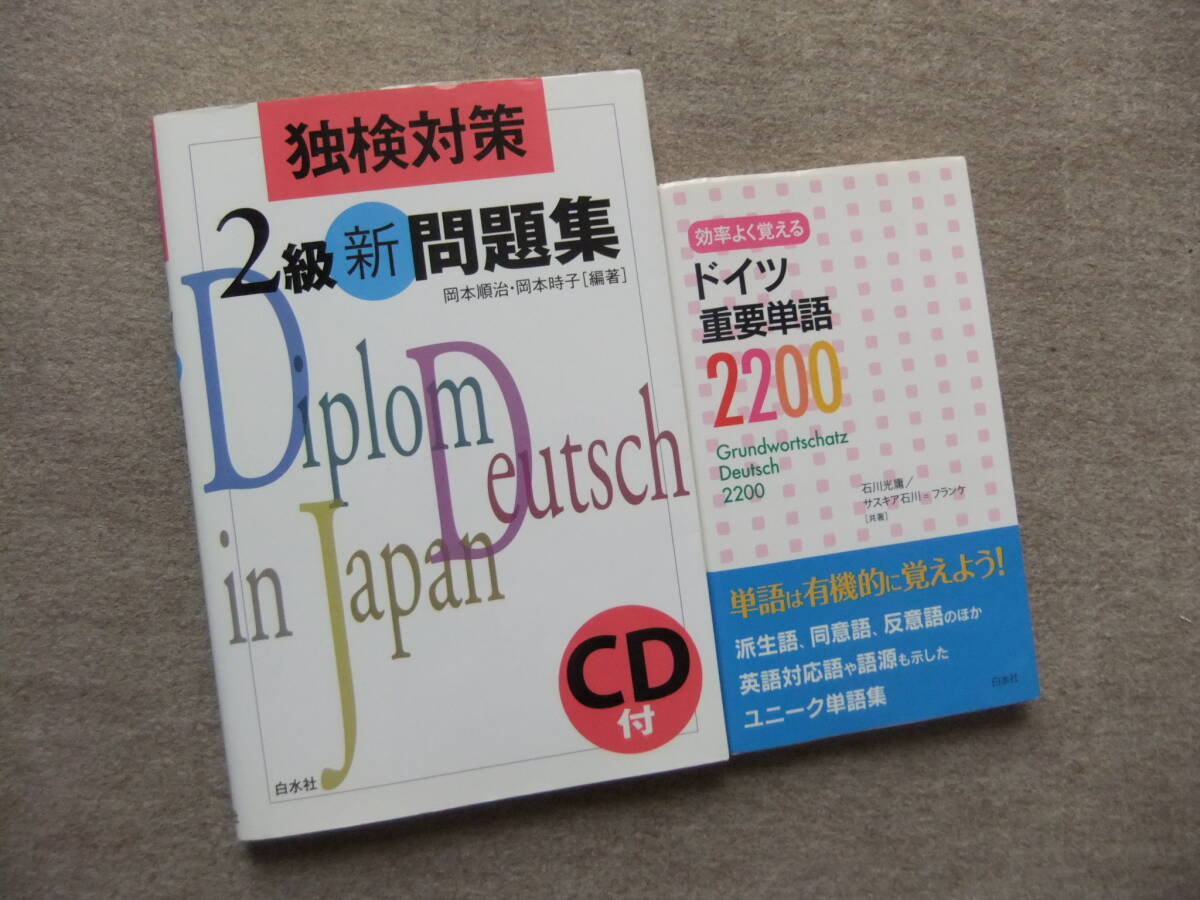 独検対策
2級新問題集
岡本順治・岡本時子[編著]
Diplom
Deutsch
in Japan
CD
付
白水社
効率よく覚える
ドイツ
重要単語
2200
Grundwortschatz
Deutsch
2200
石川光庸/
サスキア石川=フランケ
[共著]
単語は有機的に覚えよう!
派生語、同意語、反意語のほか
英語対応語や語源も示した
ユニーク単語集
白水社